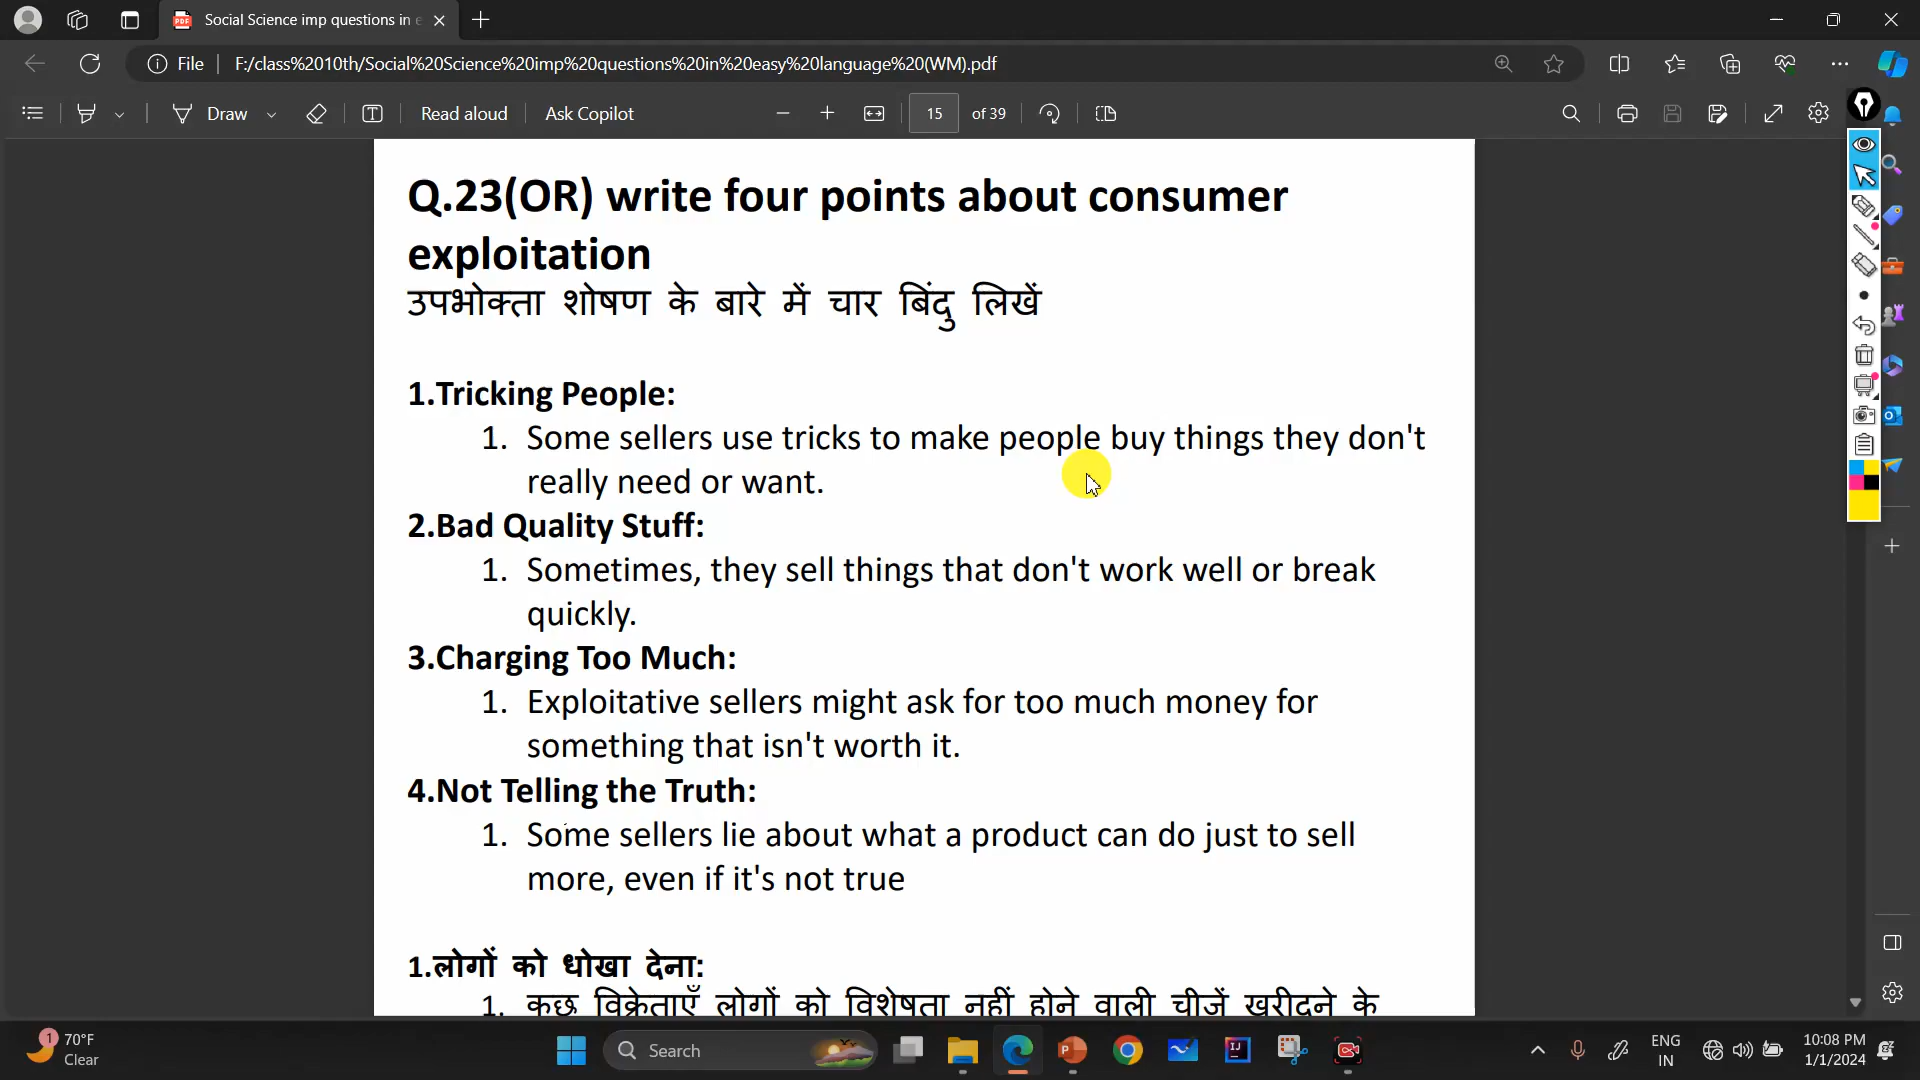 Social Science imp questions in e
File
F:/class%2010th/Social%20Science%20imp%20questions%20in%20easy%20language%20(WM).pdf
Draw
Read aloud
Ask Copilot
15
of 39
Q.23(OR) write four points about consumer
exploitation
उपभोक्ता शोषण के बारे में चार बिंदु लिखें
1.Tricking People:
1. Some sellers use tricks to make people buy things they don't
really need or want.
2.Bad Quality Stuff:
1. Sometimes, they sell things that don't work well or break
quickly.
3.Charging Too Much:
1. Exploitative sellers might ask for too much money for
something that isn't worth it.
4.Not Telling the Truth:
1. Some sellers lie about what a product can do just to sell
more, even if it's not true
1.लोगों को धोखा देना:
1. कुछ विक्रेताएँ लोगों को विशेषता नहीं होने वाली चीजें खरीदने के
1
70°F
Clear
Search
ENG
IN
10:08 PM
1/1/2024